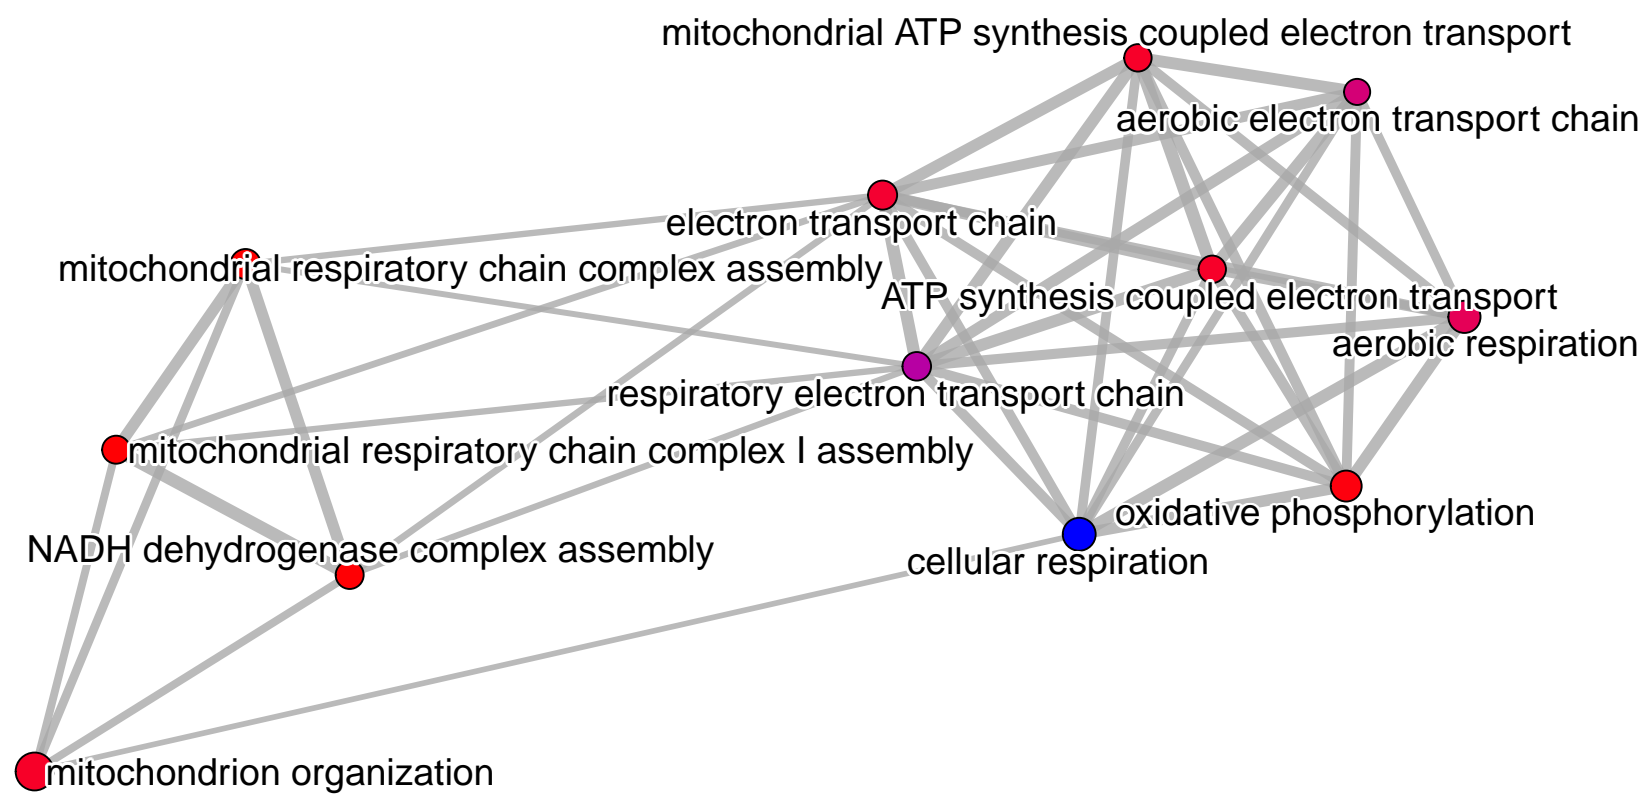 mitochondrial ATP synthesis coupled electron transport
aerobic electron transport chain
electron transport chain
mitochondrial respiratory chain complex assembly
ATP synthesis coupled electron transport
aerobic respiration
respiratory electron transport chain
mitochondrial respiratory chain complex I assembly
oxidative phosphorylation
NADH dehydrogenase complex assembly
cellular respiration
mitochondrion organization